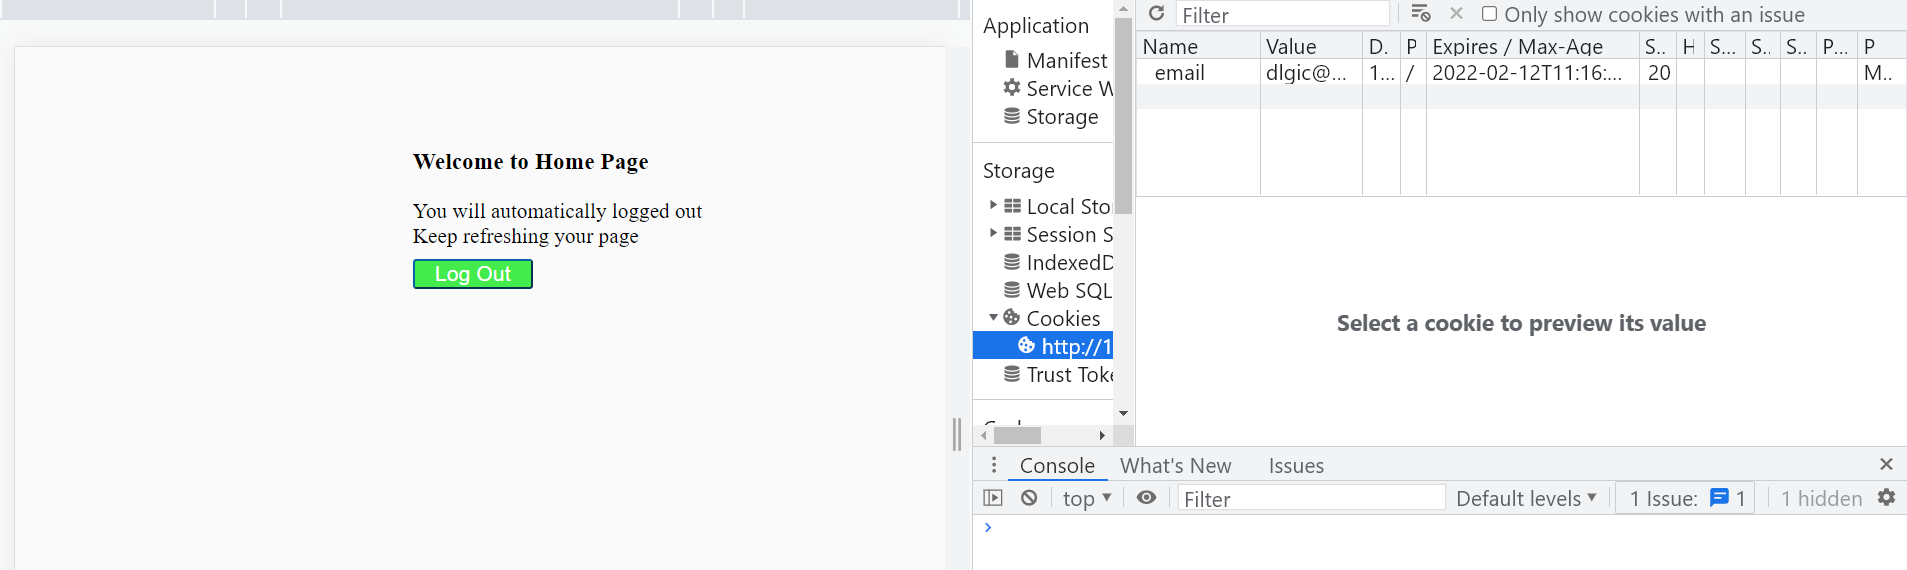 Welcome to Home Page
You will automatically logged out
Keep refreshing your page
Log Out
Application
Manifest
Service W
Storage
Storage
Local Sto
Session S
IndexedD
Web SQL
Cookies
http://1
Trust Toke
Filter
Only show cookies with an issue
Name Value D. P Expires / Max-Age S.. H S... S.. S.. P... P
email dlgic@... 1... / 2022-02-12T11:16:... 20 M..
Select a cookie to preview its value
Console What's New Issues
top Filter Default levels 1 Issue: 1 1 hidden